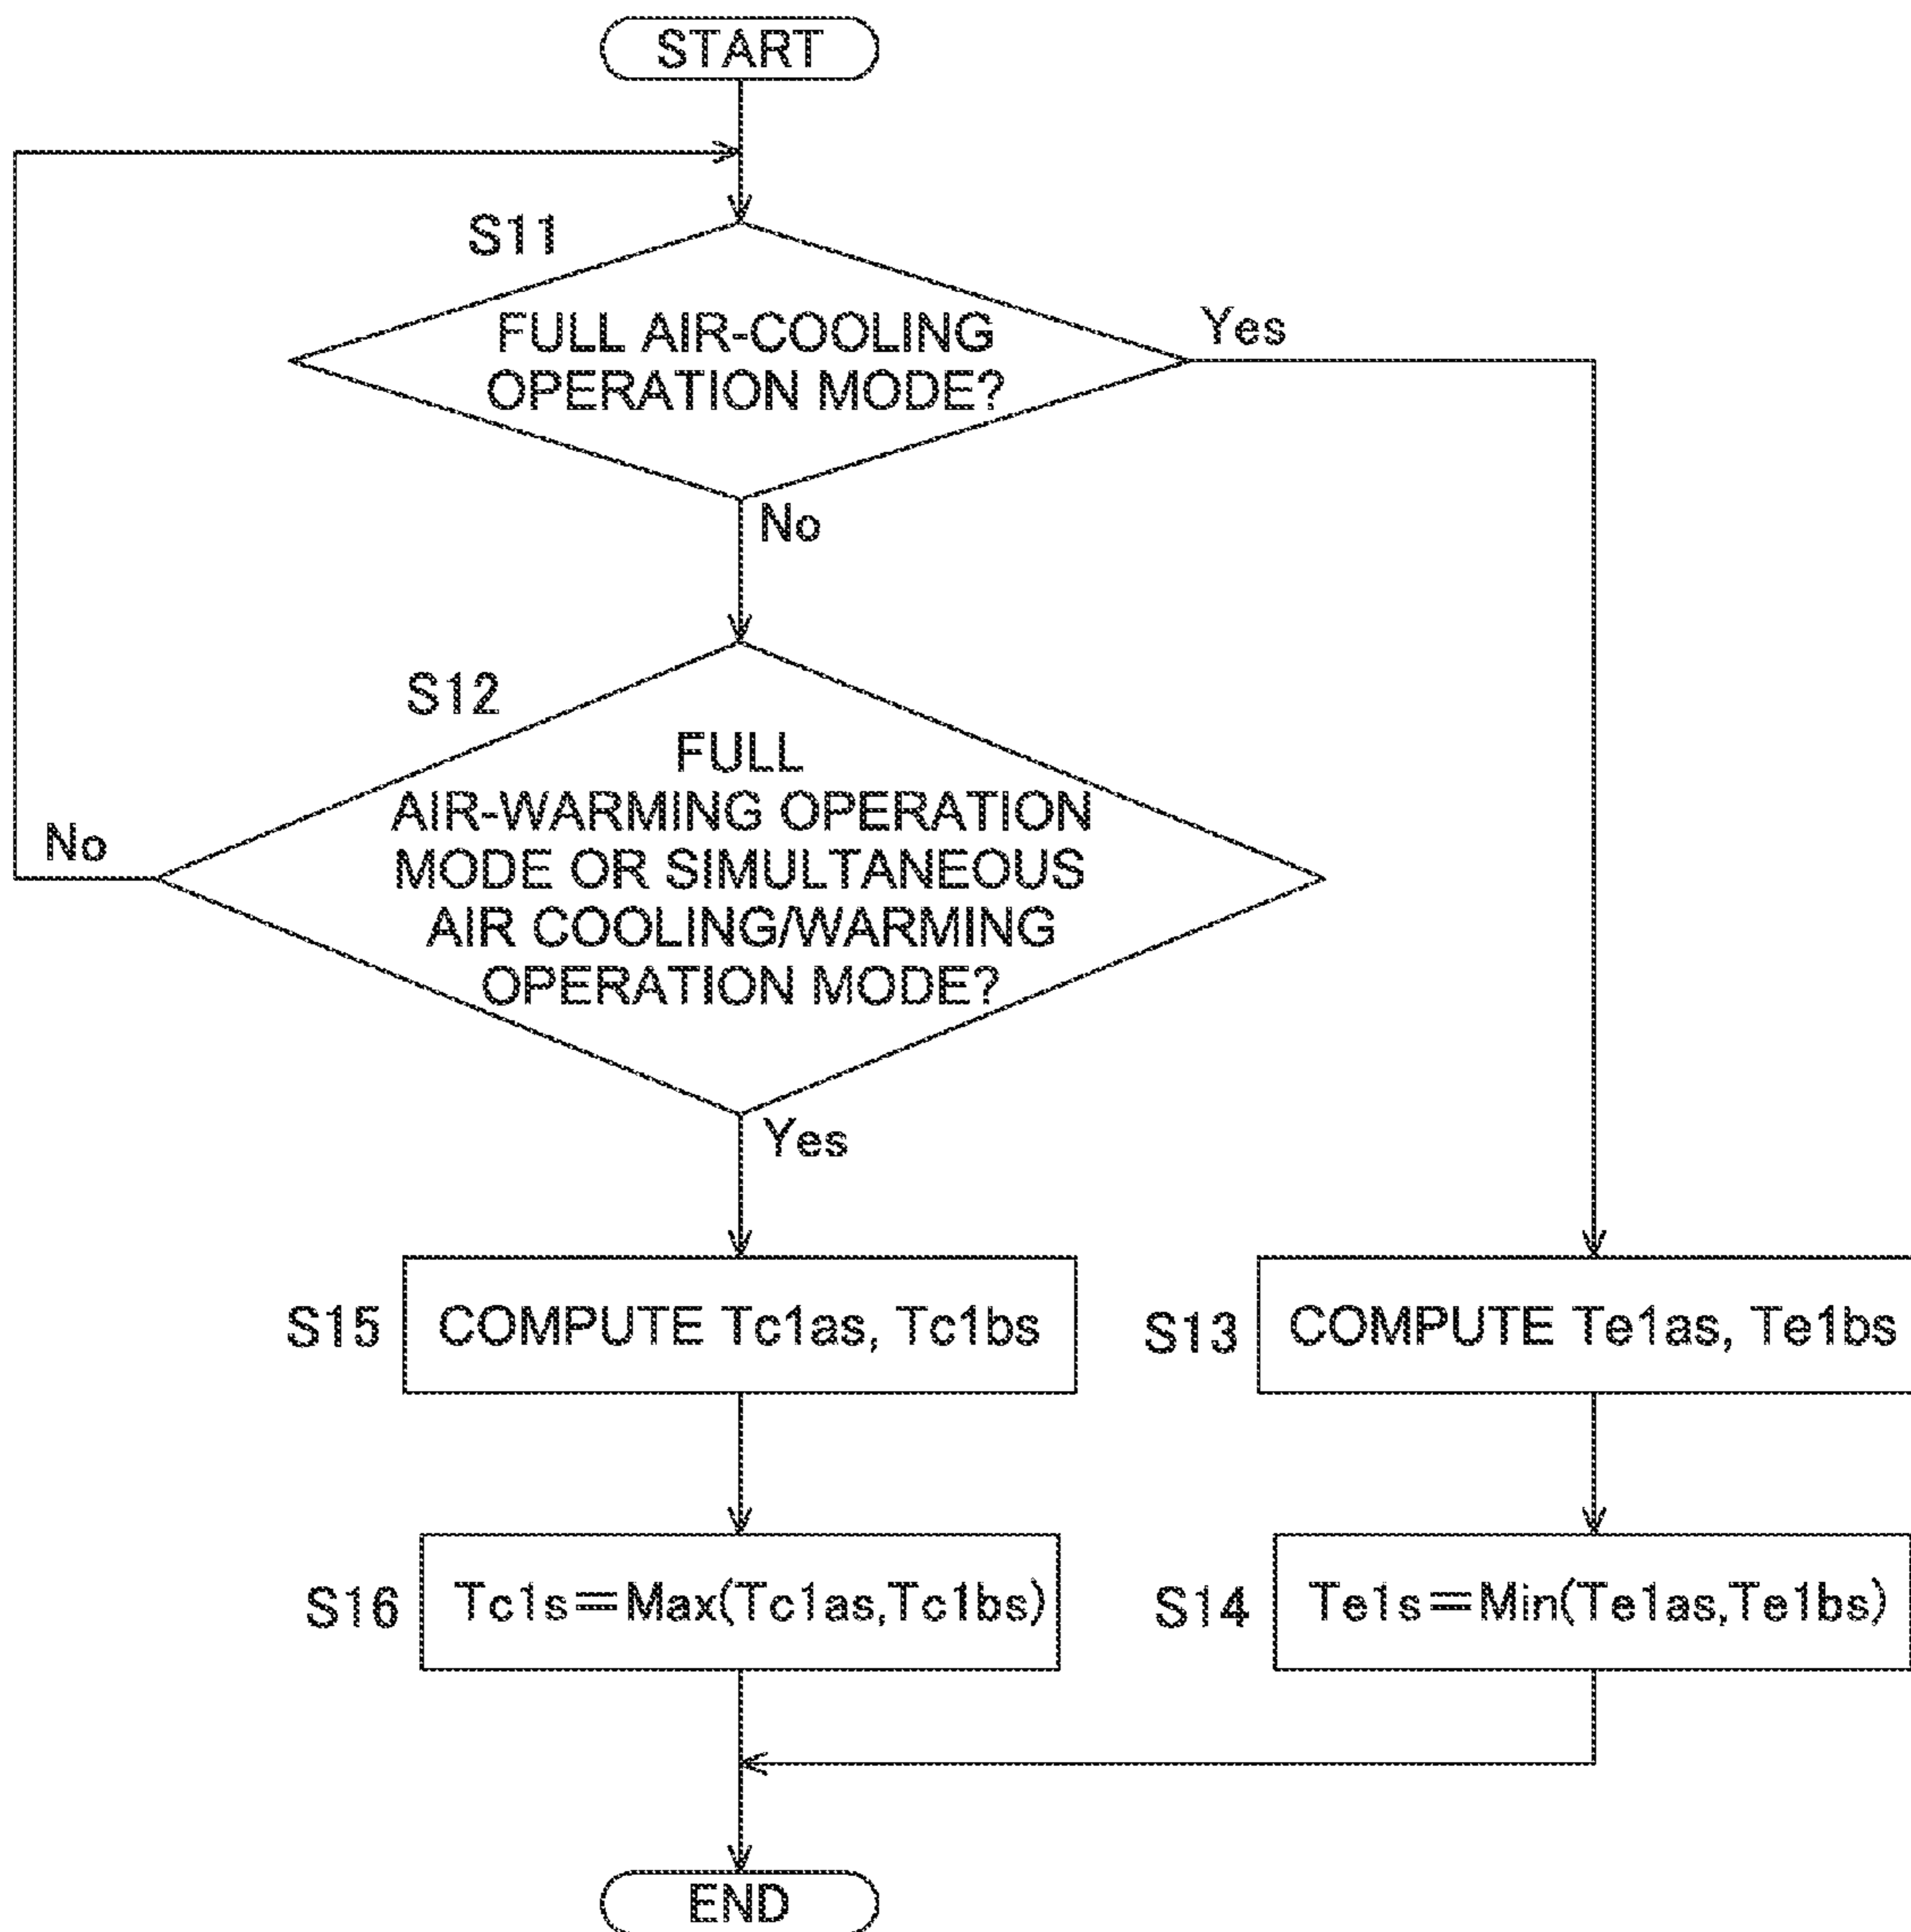 START
S11
FULL AIR-COOLING
OPERATION MODE?
Yes
No
S12
FULL
AIR-WARMING OPERATION
MODE OR SIMULTANEOUS
AIR COOLING/WARMING
OPERATION MODE?
No
Yes
S15
COMPUTE Tc1as, Tc1bs
S13
COMPUTE Te1as, Te1bs
S16
Tc1s=Max(Tc1as,Tc1bs)
S14
Te1s=Min(Te1as,Te1bs)
END